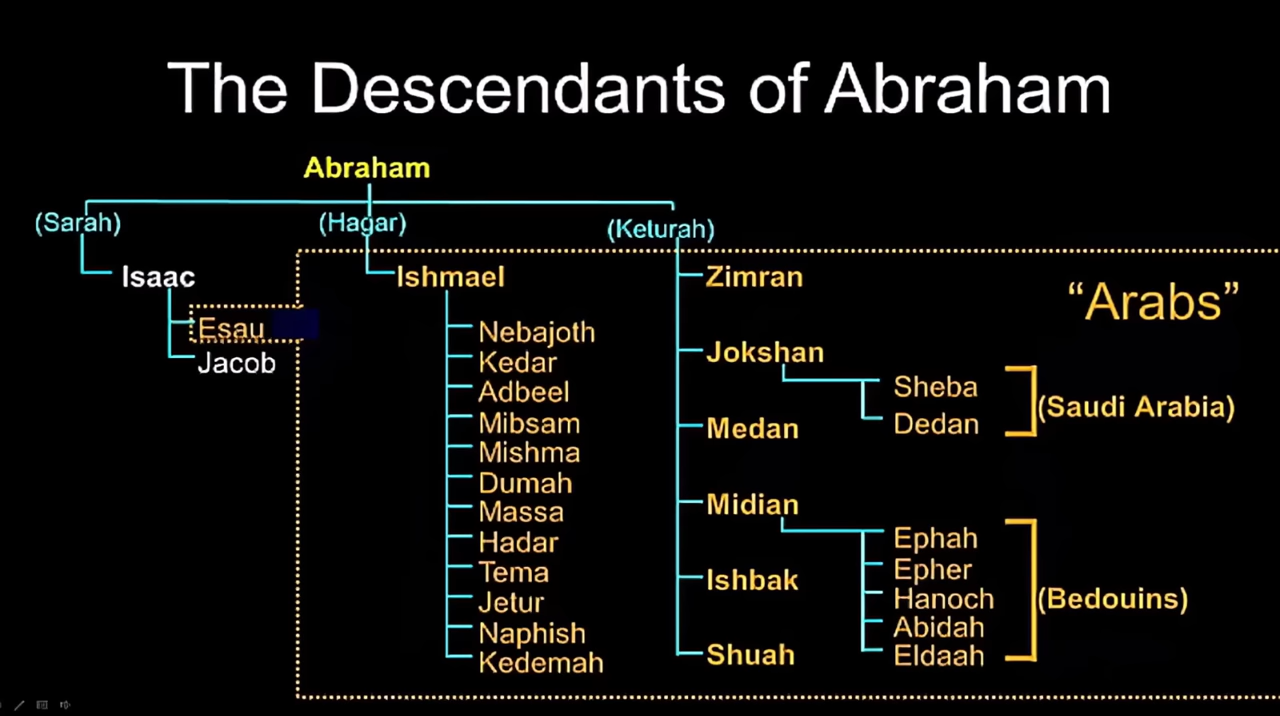 The Descendants of Abraham
Abraham
(Sarah)
(Hagar)
(Keturah)
Isaac
Esau
Jacob
Ishmael
Nebajoth
Kedar
Adbeel
Mibsam
Mishma
Dumah
Massa
Hadar
Tema
Jetur
Naphish
Kedemah
Zimran
Jokshan
Sheba
Dedan
(Saudi Arabia)
Medan
Midian
Ephah
Epher
Hanoch
Abidah
Eldaah
(Bedouins)
Ishbak
Shuah
“Arabs”